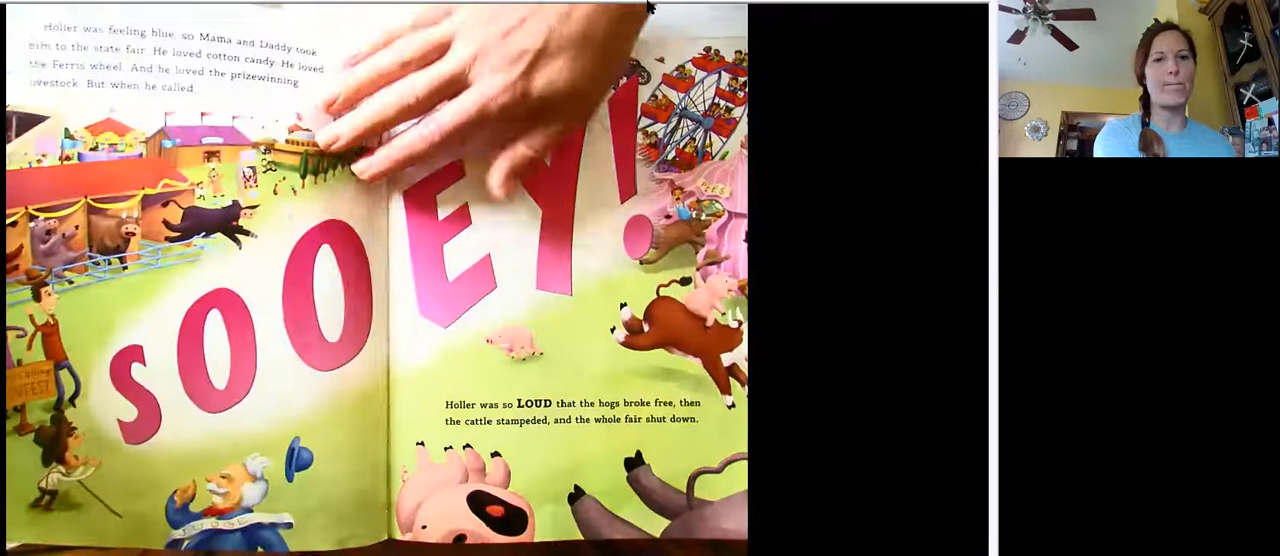 Holler was feeling blue, so Mama and Daddy took
him to the state fair. He loved cotton candy. He loved
the Ferris wheel. And he loved the prizewinning
livestock. But when he called
SOOEY!
Holler was so LOUD that the hogs broke free, then
the cattle stampeded, and the whole fair shut down.
JUDGE